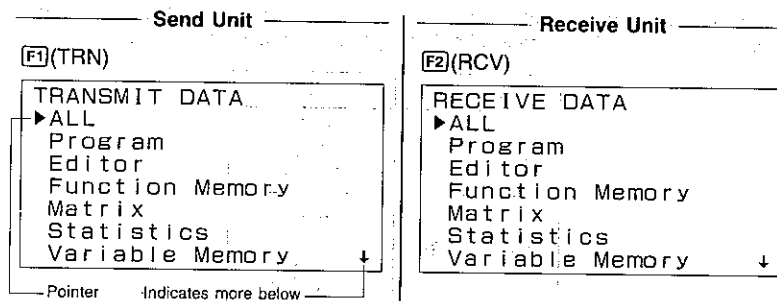 Send Unit
F1(TRN)
TRANSMIT DATA
▶ALL
Program
Editor
Function Memory
Matrix
Statistics
Variable Memory ↓
Pointer
Indicates more below
Receive Unit
F2(RCV)
RECEIVE DATA
▶ALL
Program
Editor
Function Memory
Matrix
Statistics
Variable Memory ↓